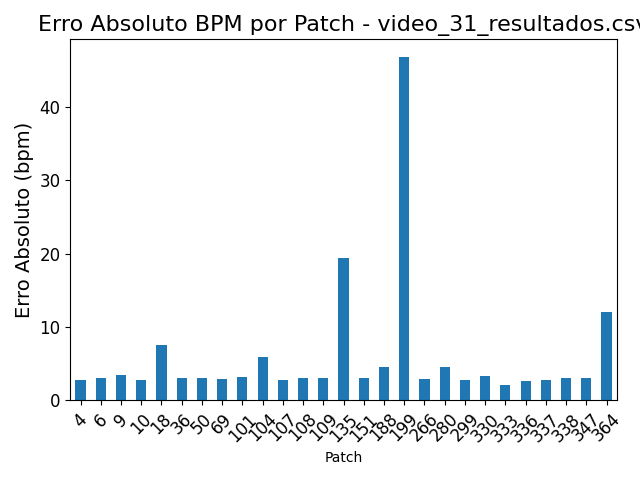 Erro Absoluto BPM por Patch - video_31_resultados.csv
Erro Absoluto (bpm)
40
30
20
10
0
4 6 9 10 18 36 50 69 101 104 107 108 109 135 151 188 199 266 280 299 330 333 336 337 338 347 364
Patch